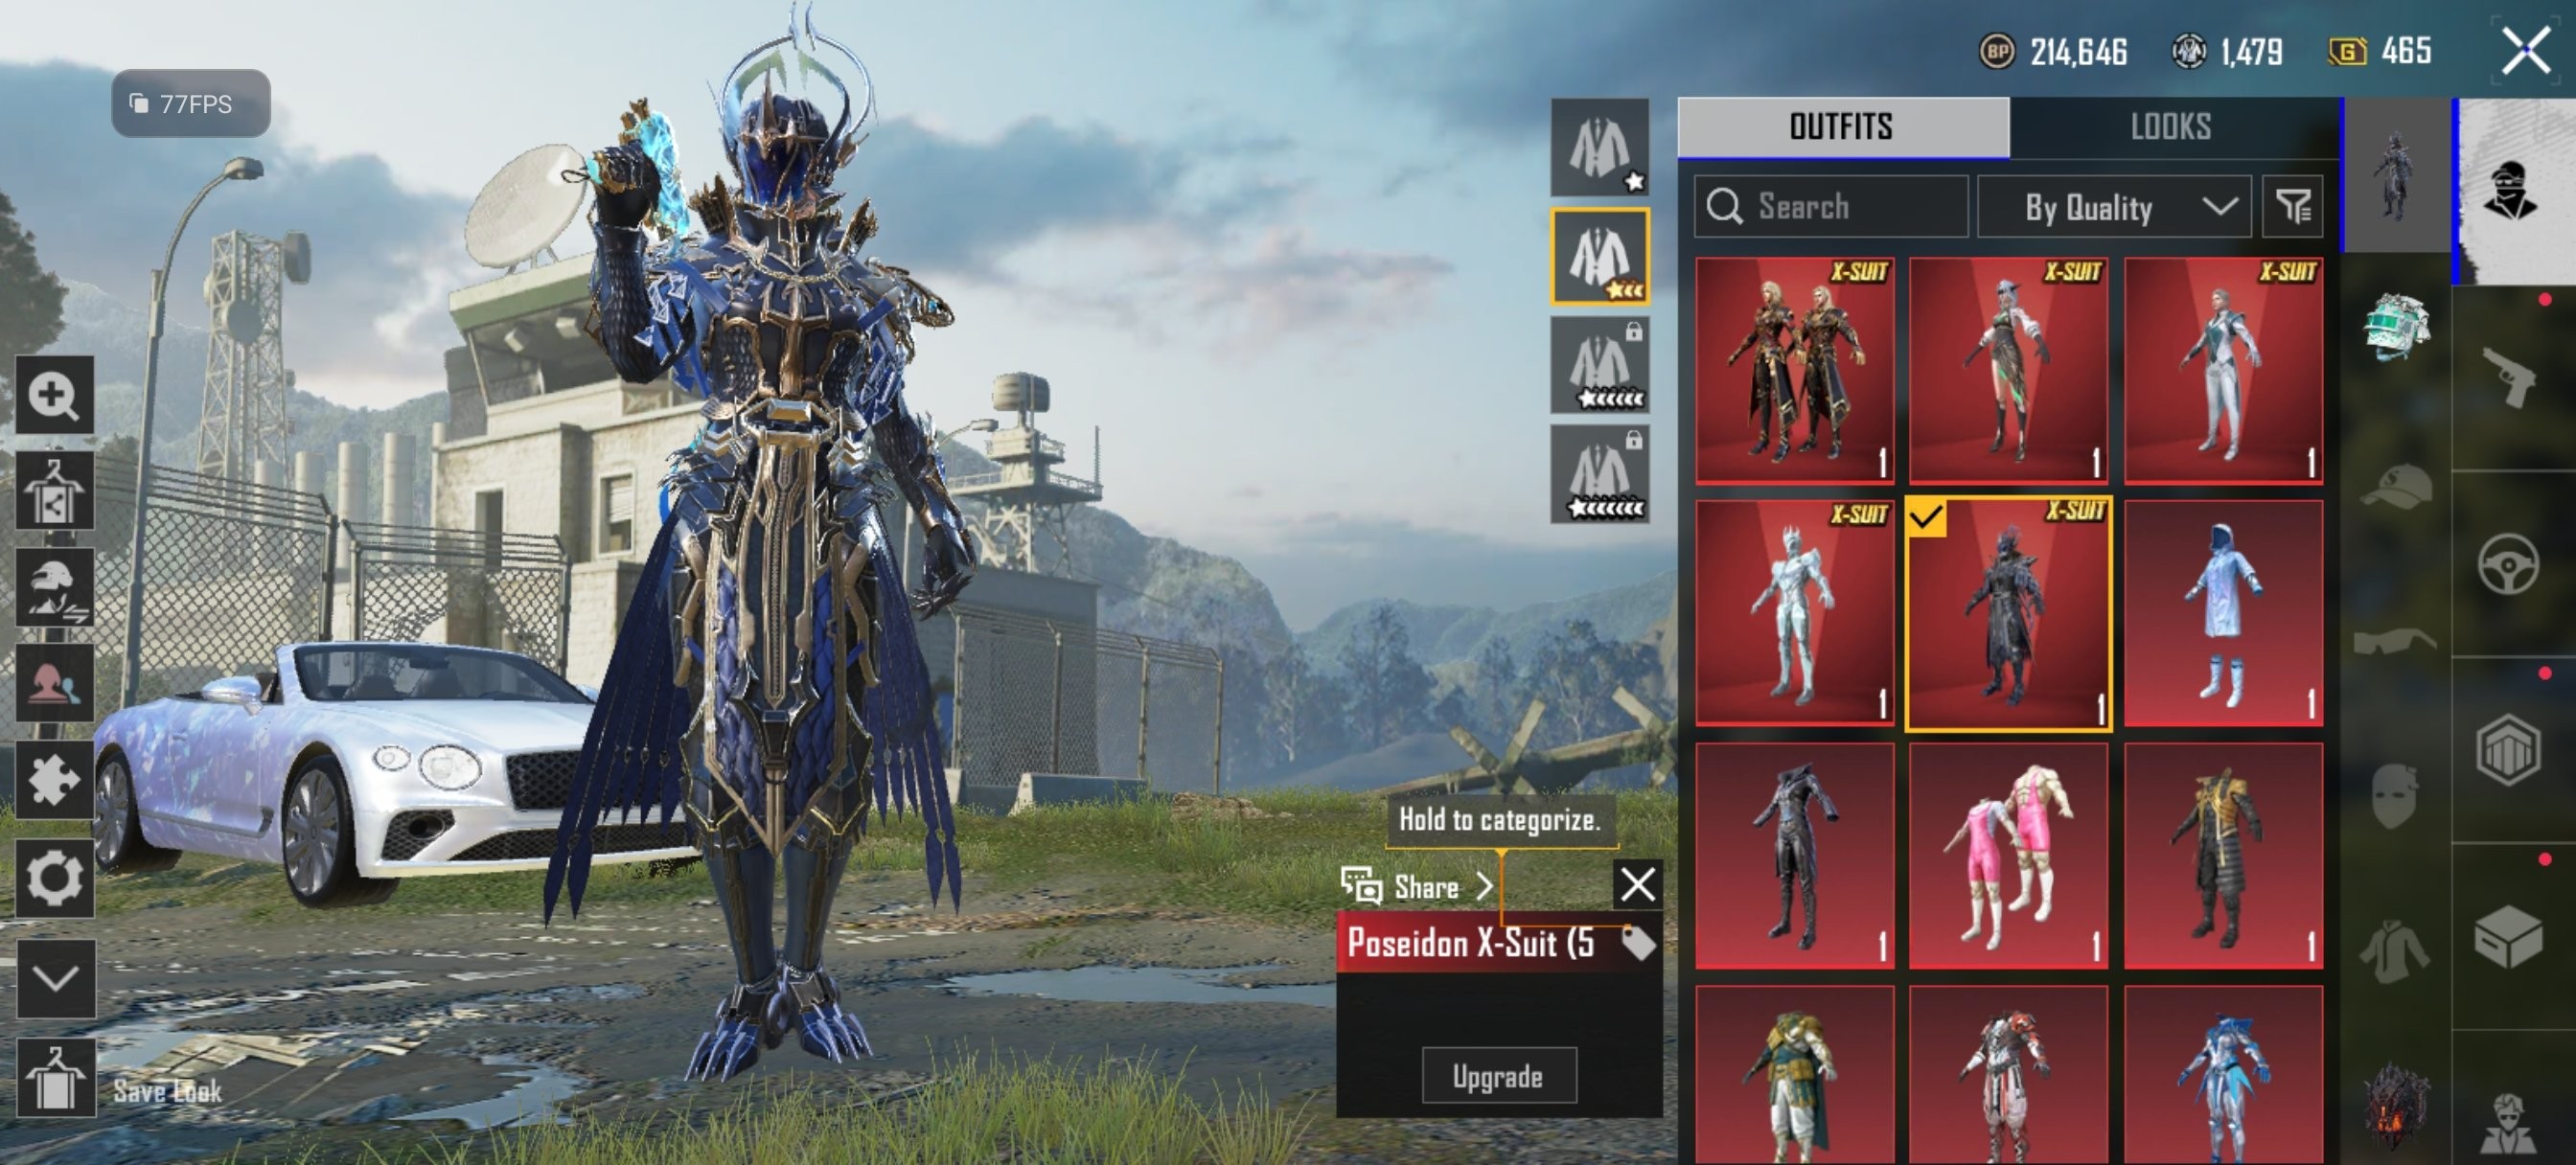 77FPS
BP 214,646
1,479
G 465
OUTFITS
LOOKS
Search
By Quality
X-SUIT
1
X-SUIT
1
X-SUIT
1
X-SUIT
1
X-SUIT
1
1
1
1
1
Hold to categorize.
Share
Poseidon X-Suit (5
Upgrade
Save Look